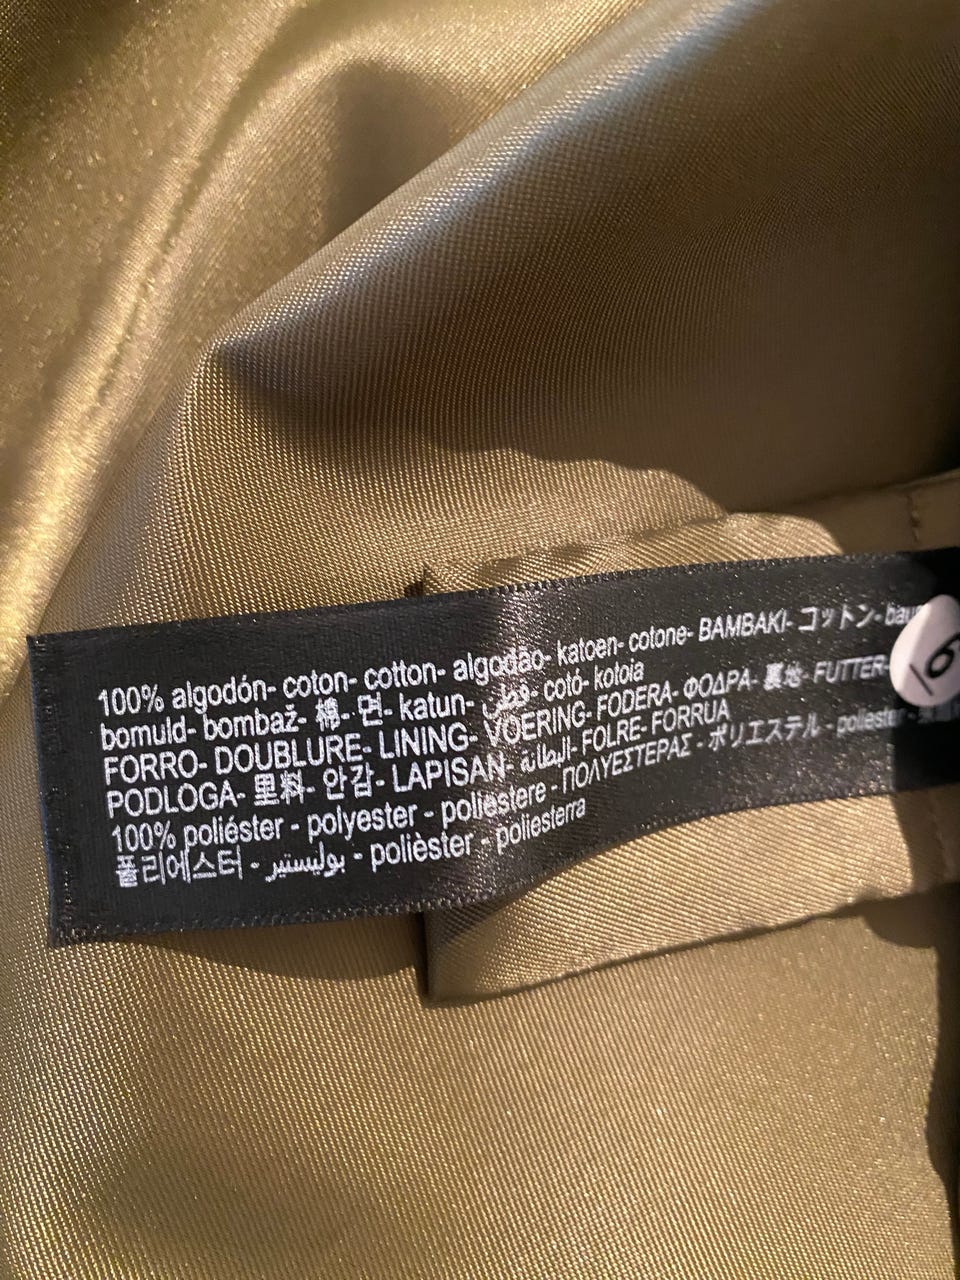 100% algodón- coton- cotton- algodão- katoen- cotone- BAMBAKI- コットン-
bomuld- bombaž- 棉- 면- katun- قطن- cotó- kotoia
FORRO- DOUBLURE- LINING- VOERING- FODERA- ΦΟΔΡΑ- 裏地- FUTTER-
PODLOGA- 里料- 안감- LAPISAN- البطانة- FOLRE- FORRUA
100% poliéster - polyester - poliestere - ΠΟΛΥΕΣΤΕΡΑΣ - ポリエステル - poliester -
폴리에스터 - بوليستير - polièster - poliesterra